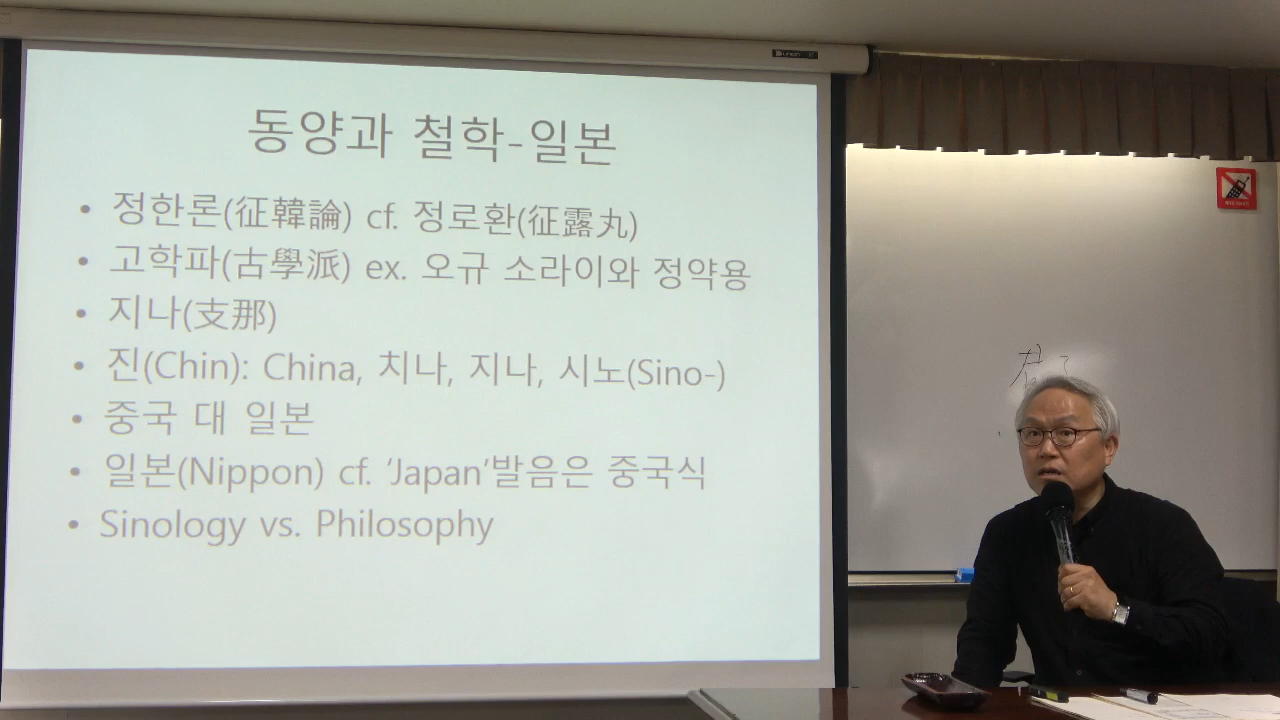 동양과 철학-일본
• 정한론(征韓論) cf. 정로환(征露丸)
• 고학파(古學派) ex. 오규 소라이와 정약용
• 지나(支那)
• 진(Chin): China, 치나, 지나, 시노(Sino-)
• 중국 대 일본
• 일본(Nippon) cf. ‘Japan’발음은 중국식
• Sinology vs. Philosophy